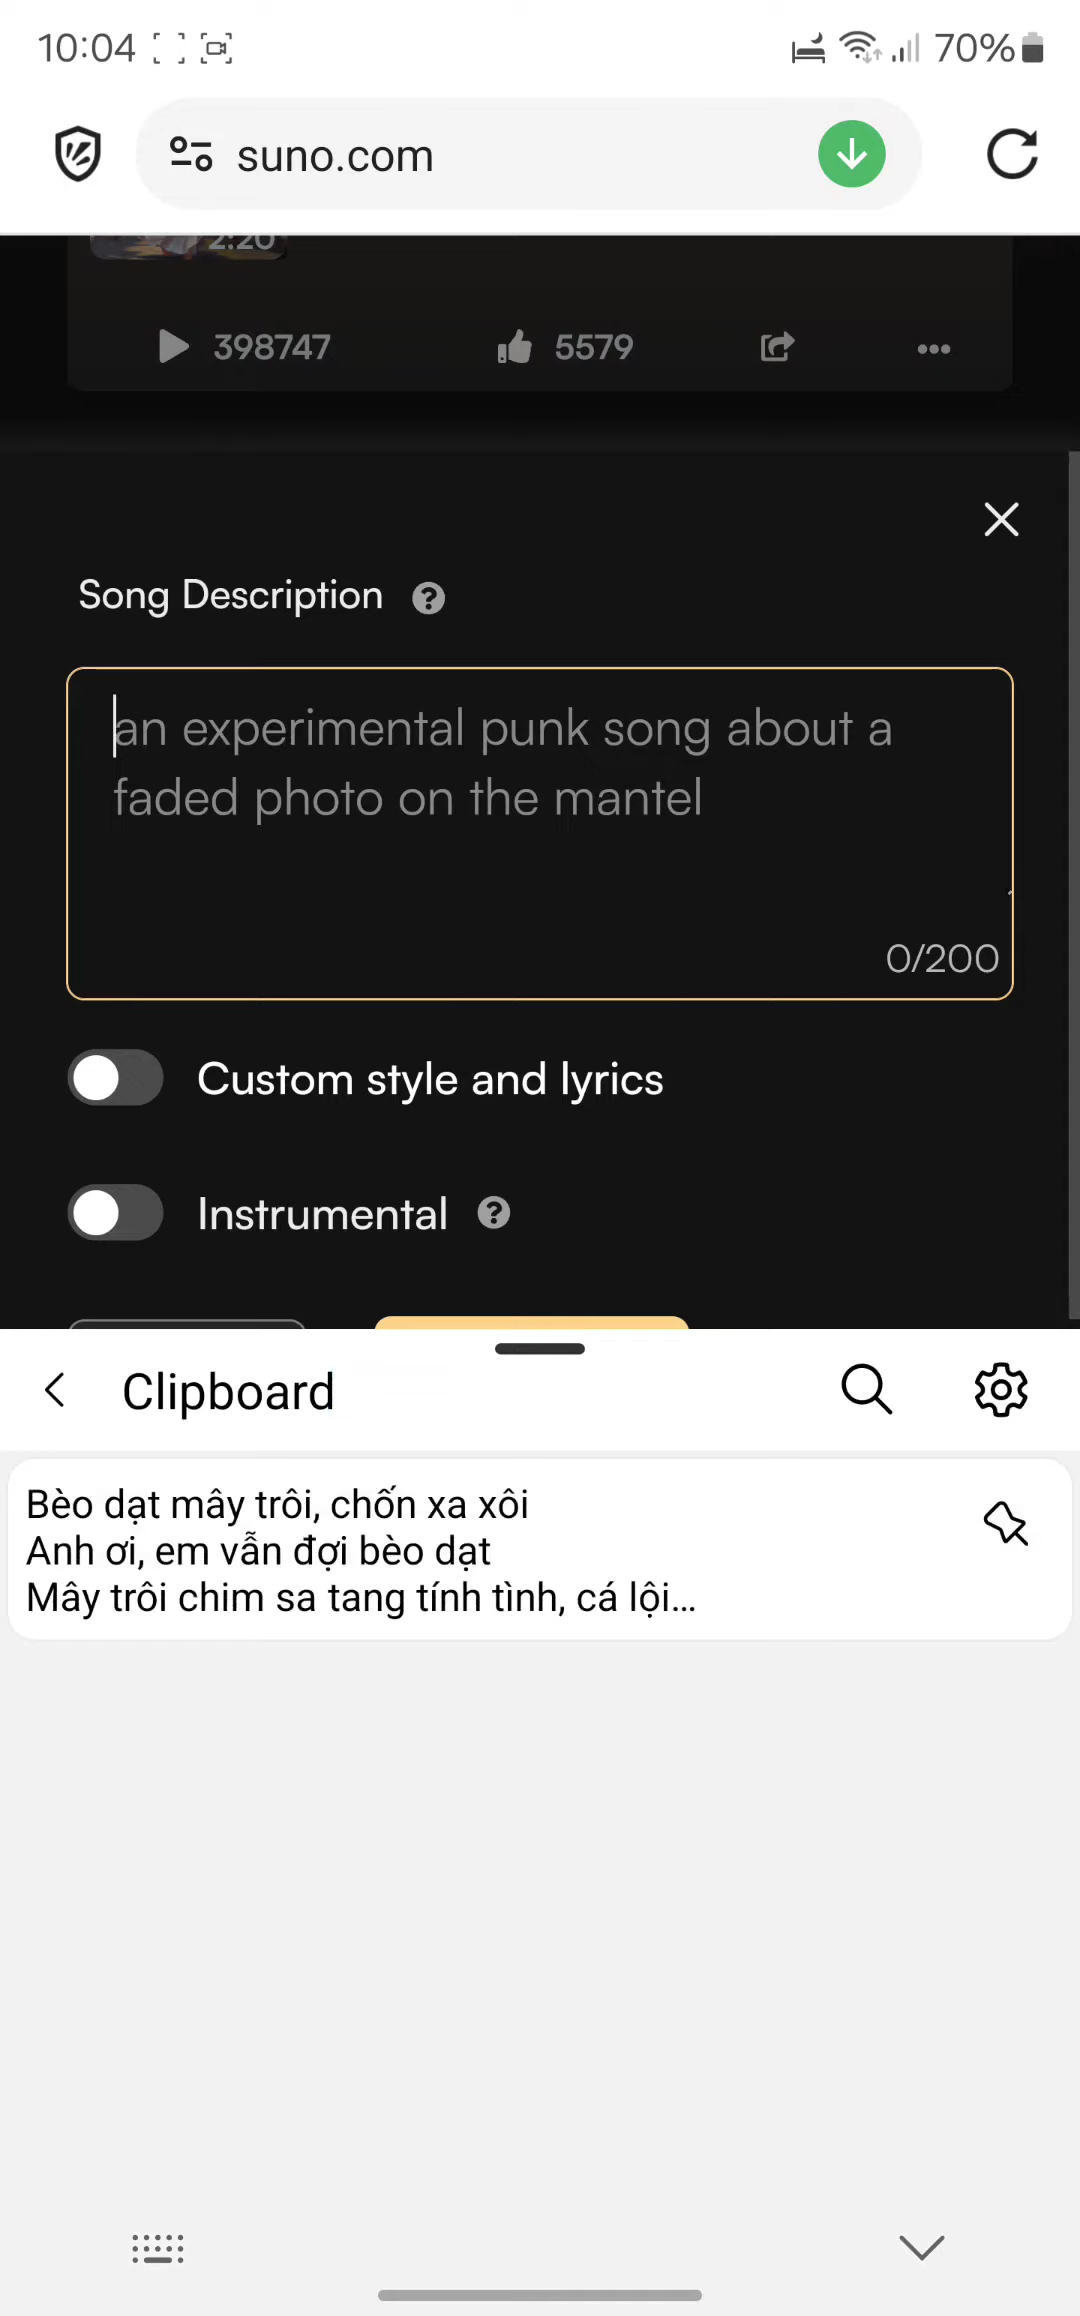 10:04
70%
suno.com
2:20
398747
5579
Song Description
an experimental punk song about a
faded photo on the mantel
0/200
Custom style and lyrics
Instrumental
Clipboard
Bèo dạt mây trôi, chốn xa xôi
Anh ơi, em vẫn đợi bèo dạt
Mây trôi chim sa tang tính tình, cá lội...